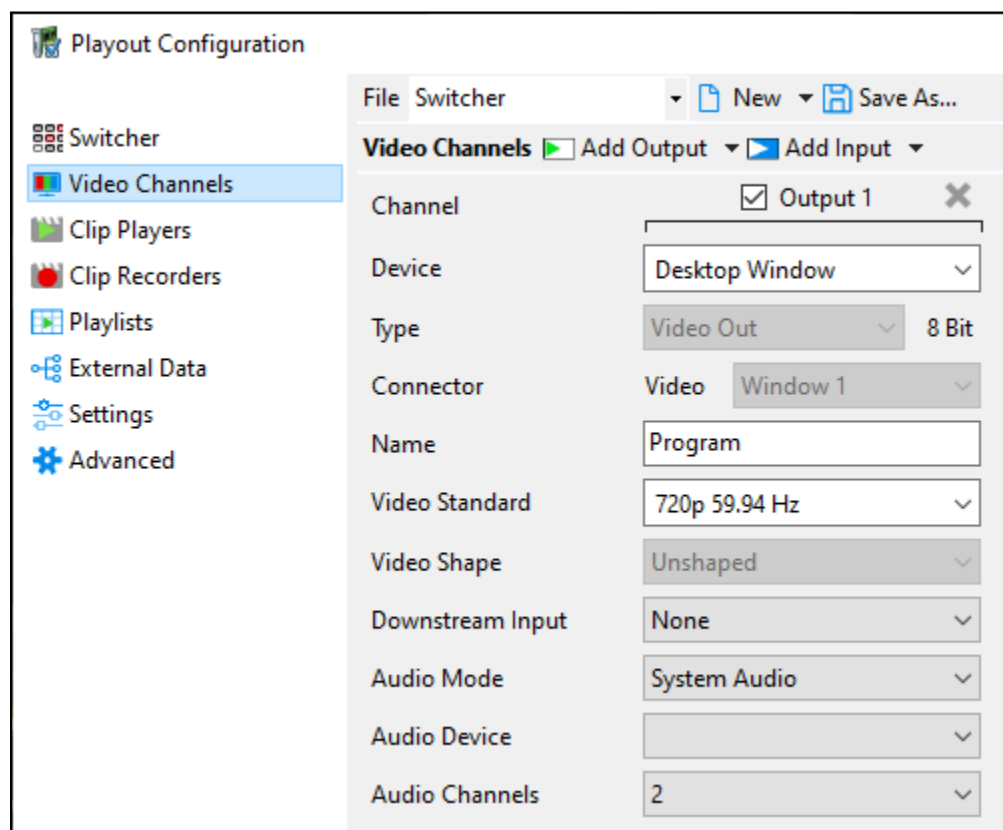 Playout Configuration
File Switcher New Save As...
Switcher
Video Channels Add Output Add Input
Video Channels
Channel Output 1
Clip Players
Device Desktop Window
Clip Recorders
Playlists
Type Video Out 8 Bit
External Data
Connector Video Window 1
Settings
Name Program
Advanced
Video Standard 720p 59.94 Hz
Video Shape Unshaped
Downstream Input None
Audio Mode System Audio
Audio Device
Audio Channels 2